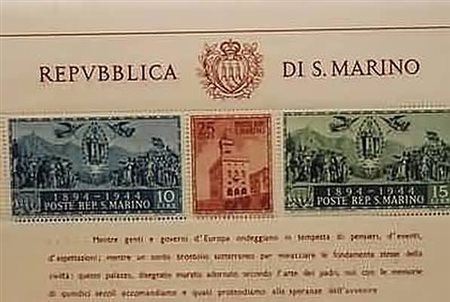 REPVBBLICA DI S. MARINO
25
1894-1944
10
POSTE REP. S. MARINO
1894-1944
15
POSTE REP. S. MARINO
Mentre genti e governi d'Europa ondeggiano in tempesta di pensieri, d'eventi,
d'aspettazioni; mentre un sordo brontolio sotterraneo par minacciare le fondamenta stesse della
civiltà; questo palazzo, disegnato murato adornato secondo l'arte dei padri, noi con le memorie
di quindici secoli accomandiamo e quasi protendiamo alle speranze dell'avvenire